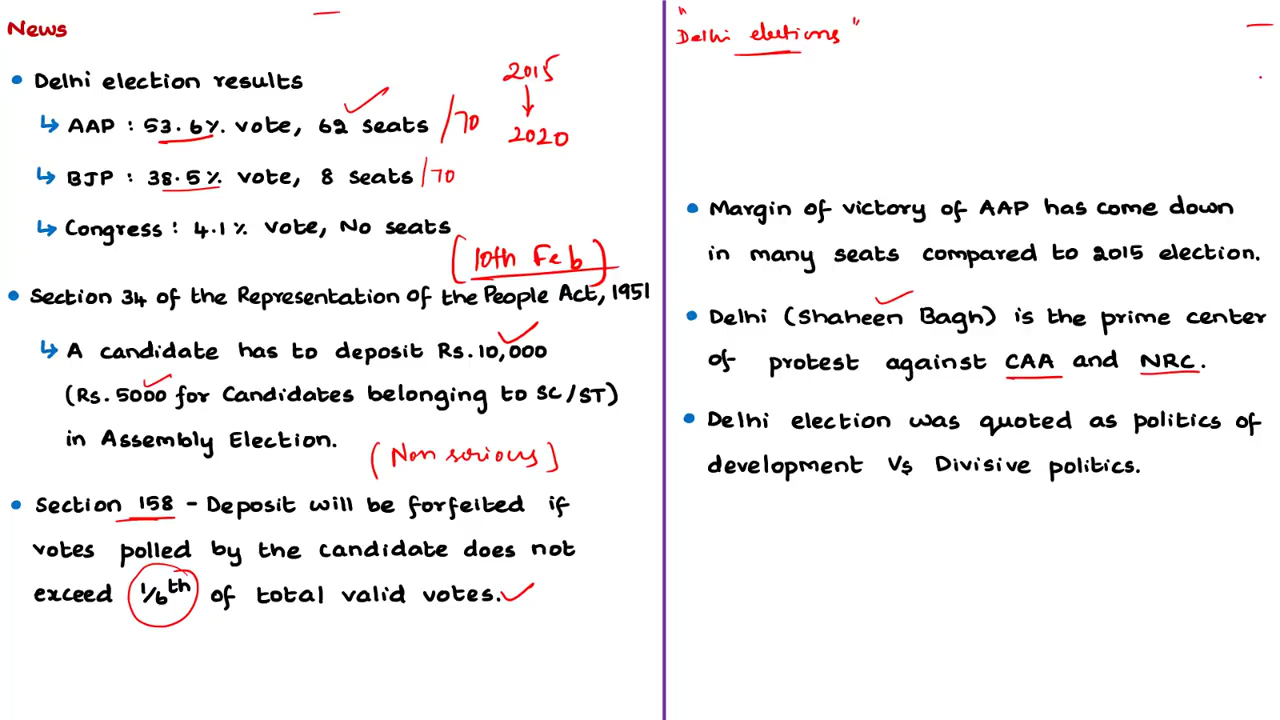 News
• Delhi election results
↳ AAP : 53.6%. vote, 62 seats /70
2015
↓
2020
↳ BJP : 38.5% vote, 8 seats /70
↳ Congress : 4.1% vote, No seats
(10th Feb)
• Section 34 of the Representation of the People Act, 1951
↳ A candidate has to deposit Rs. 10,000
(Rs. 5000 for Candidates belonging to SC/ST)
in Assembly Election.
(Non serious)
• Section 158 - Deposit will be forfeited if
votes polled by the candidate does not
exceed 1/6th of total valid votes.
"Delhi elections"
• Margin of victory of AAP has come down
in many seats compared to 2015 election.
• Delhi (Shaheen Bagh) is the prime center
of protest against CAA and NRC.
• Delhi election was quoted as politics of
development Vs Divisive politics.